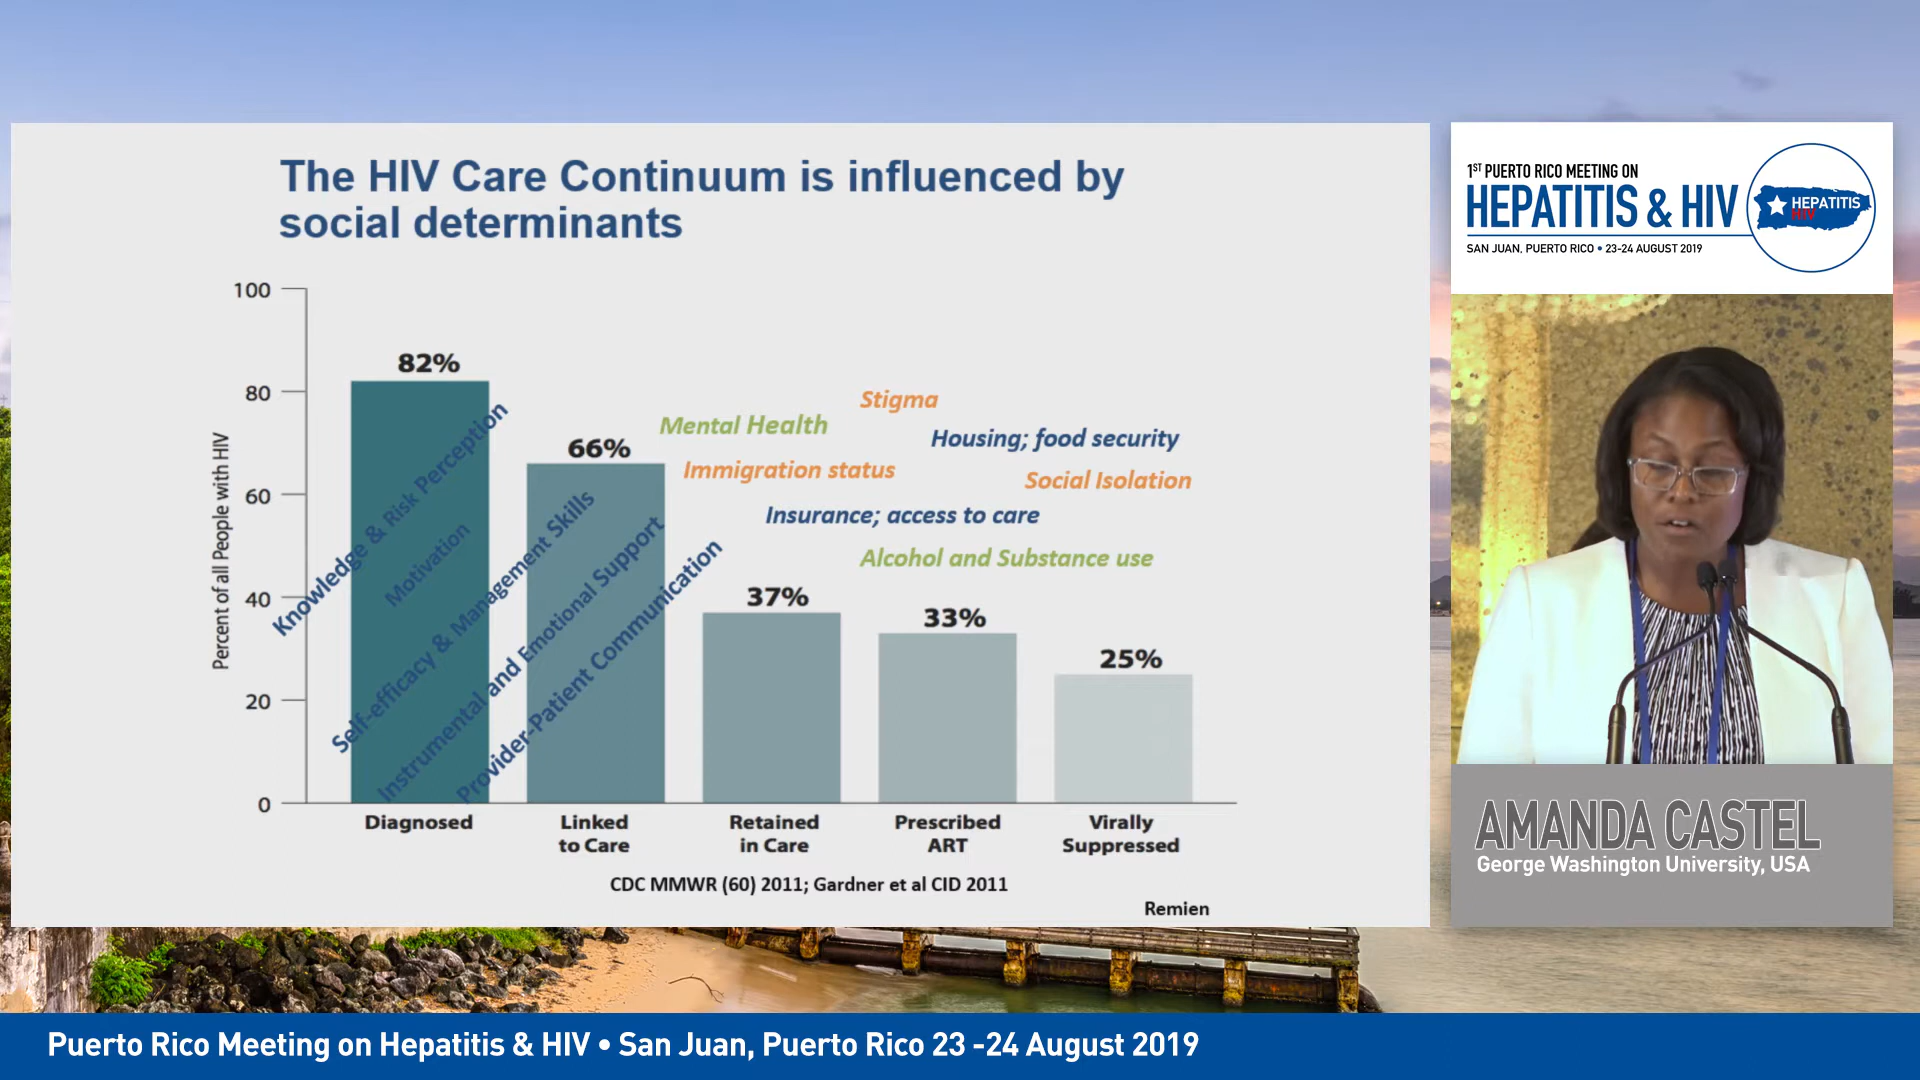 The HIV Care Continuum is influenced by
social determinants
Percent of all People with HIV
100
80
60
40
20
0
82%
66%
37%
33%
25%
Knowledge & Risk Perception
Motivation
Self-efficacy & Management Skills
Instrumental and Emotional Support
Provider-Patient Communication
Stigma
Mental Health
Housing; food security
Immigration status
Social Isolation
Insurance; access to care
Alcohol and Substance use
Diagnosed
Linked
to Care
Retained
in Care
Prescribed
ART
Virally
Suppressed
CDC MMWR (60) 2011; Gardner et al CID 2011
Remien
1ST PUERTO RICO MEETING ON
HEPATITIS & HIV
SAN JUAN, PUERTO RICO • 23-24 AUGUST 2019
HEPATITIS
HIV
AMANDA CASTEL
George Washington University, USA
Puerto Rico Meeting on Hepatitis & HIV • San Juan, Puerto Rico 23 -24 August 2019